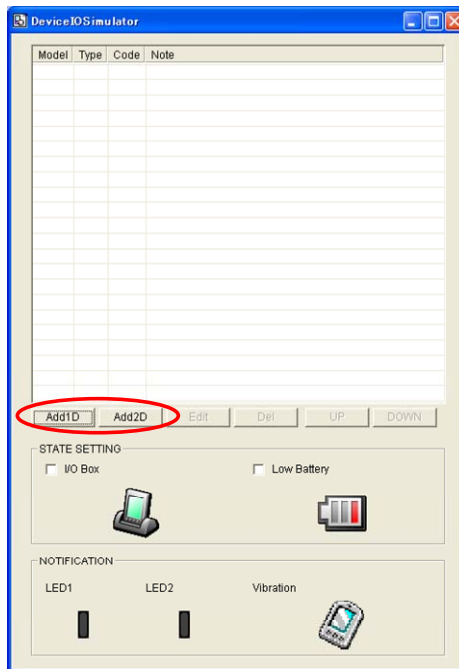 DeviceIOSimulator
Model Type Code Note
Add1D Add2D Edit Del UP DOWN
STATE SETTING
I/O Box Low Battery
NOTIFICATION
LED1 LED2 Vibration